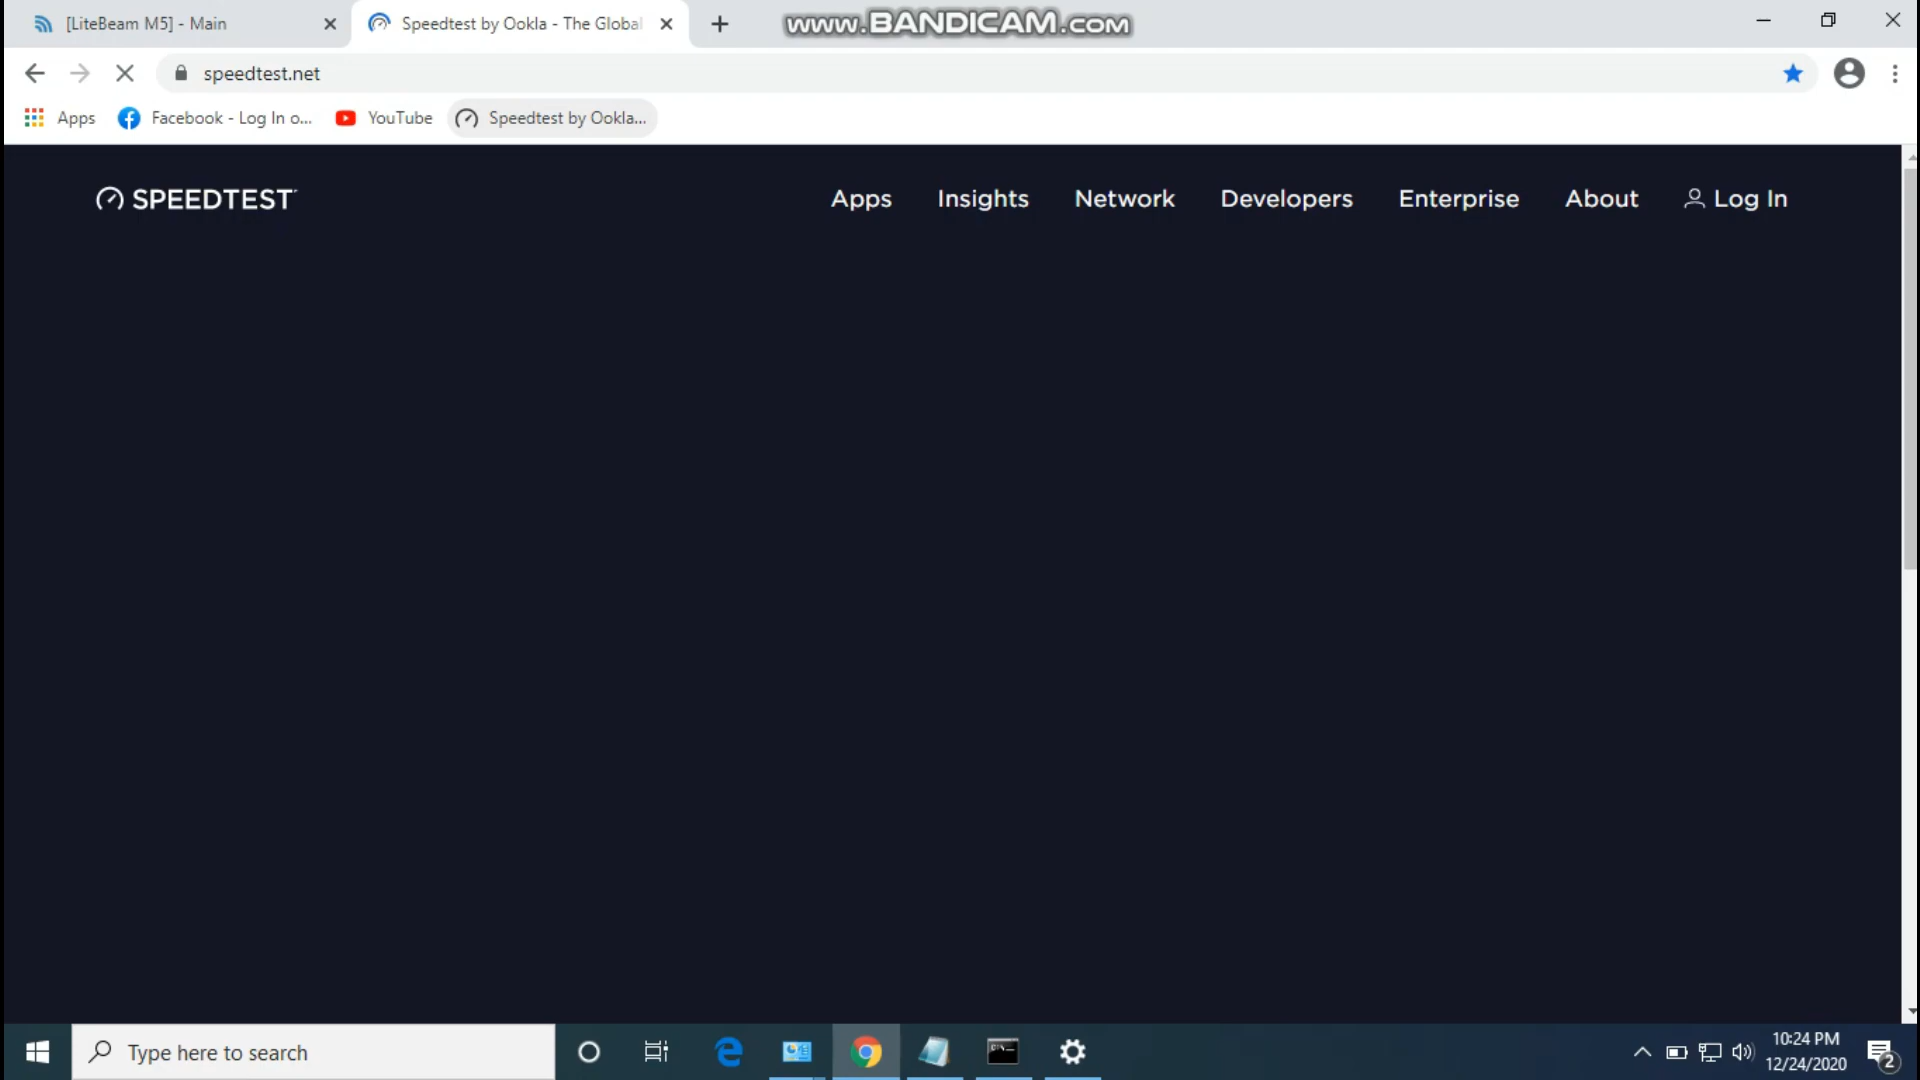 [LiteBeam M5] - Main
Speedtest by Ookla - The Global
www.BANDICAM.com
speedtest.net
Apps
Facebook - Log In o...
YouTube
Speedtest by Ookla...
SPEEDTEST
Apps
Insights
Network
Developers
Enterprise
About
Log In
Type here to search
10:24 PM
12/24/2020
2